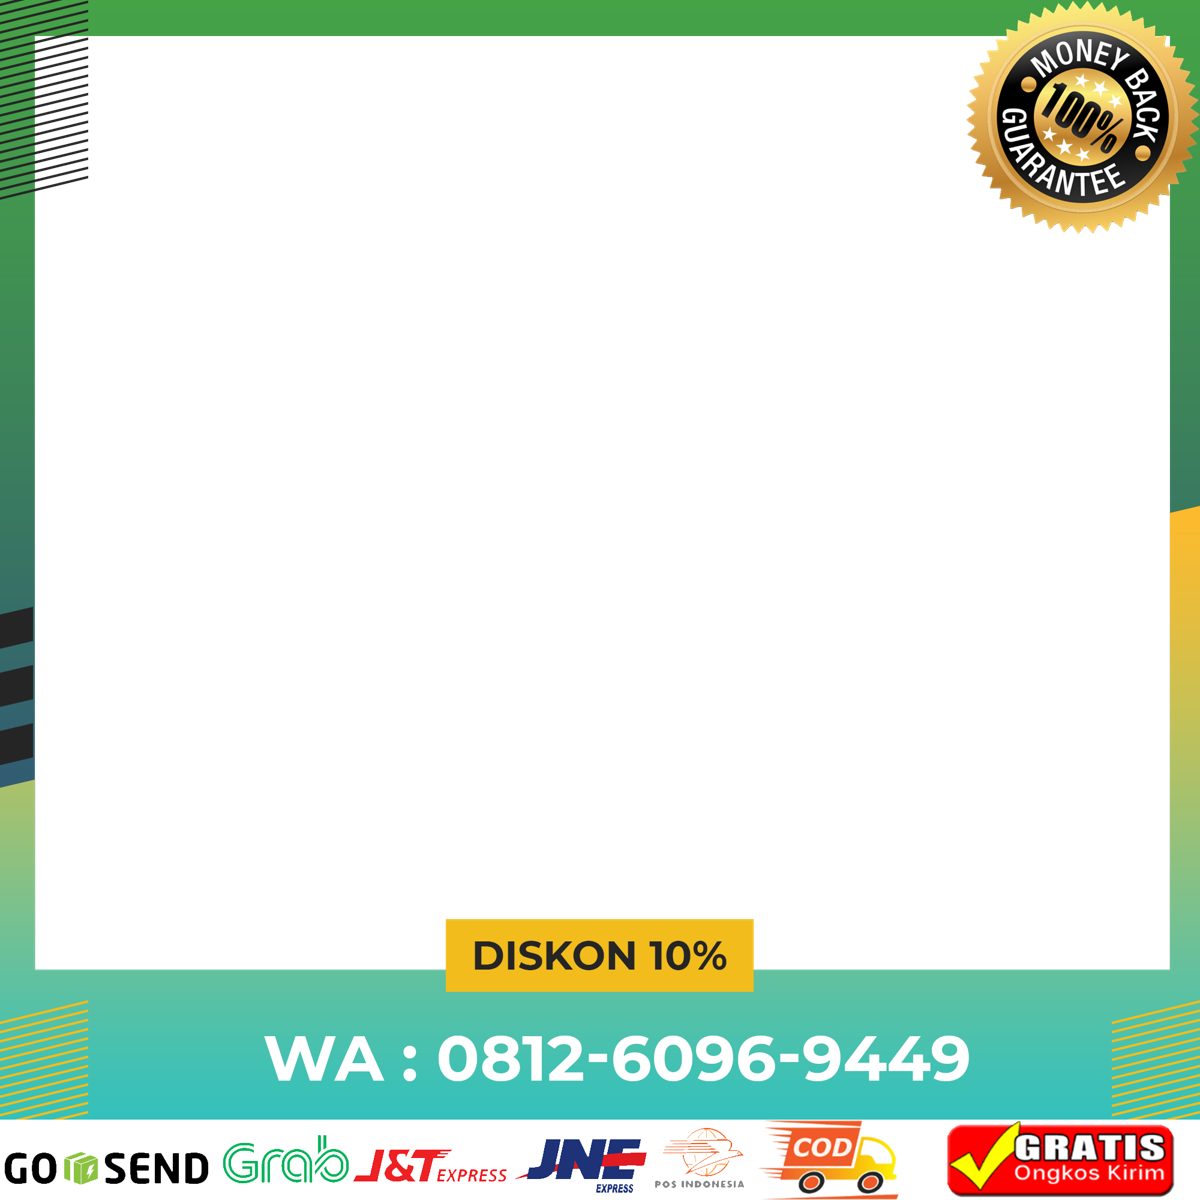 MONEY BACK
100%
GUARANTEE
DISKON 10%
WA : 0812-6096-9449
GO SEND
Grab
J&T EXPRESS
JNE
EXPRESS
POS INDONESIA
COD
GRATIS
Ongkos Kirim